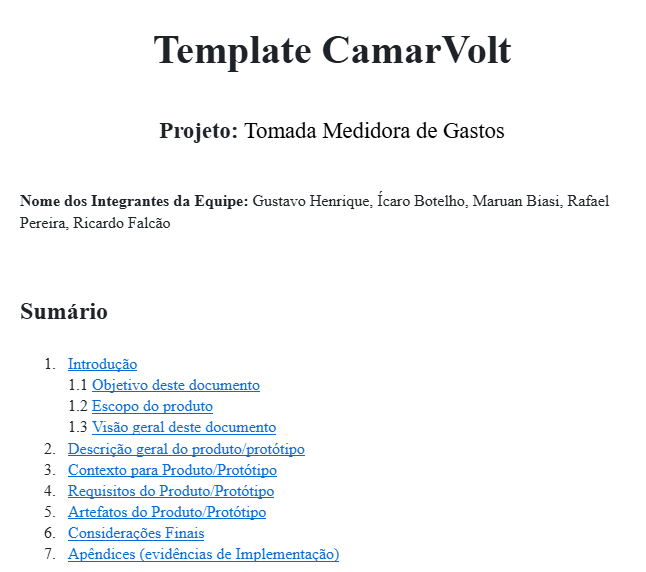 Template CamarVolt
Projeto: Tomada Medidora de Gastos
Nome dos Integrantes da Equipe: Gustavo Henrique, Ícaro Botelho, Maruan Biasi, Rafael
Pereira, Ricardo Falcão
Sumário
1. Introdução
1.1 Objetivo deste documento
1.2 Escopo do produto
1.3 Visão geral deste documento
2. Descrição geral do produto/protótipo
3. Contexto para Produto/Protótipo
4. Requisitos do Produto/Protótipo
5. Artefatos do Produto/Protótipo
6. Considerações Finais
7. Apêndices (evidências de Implementação)